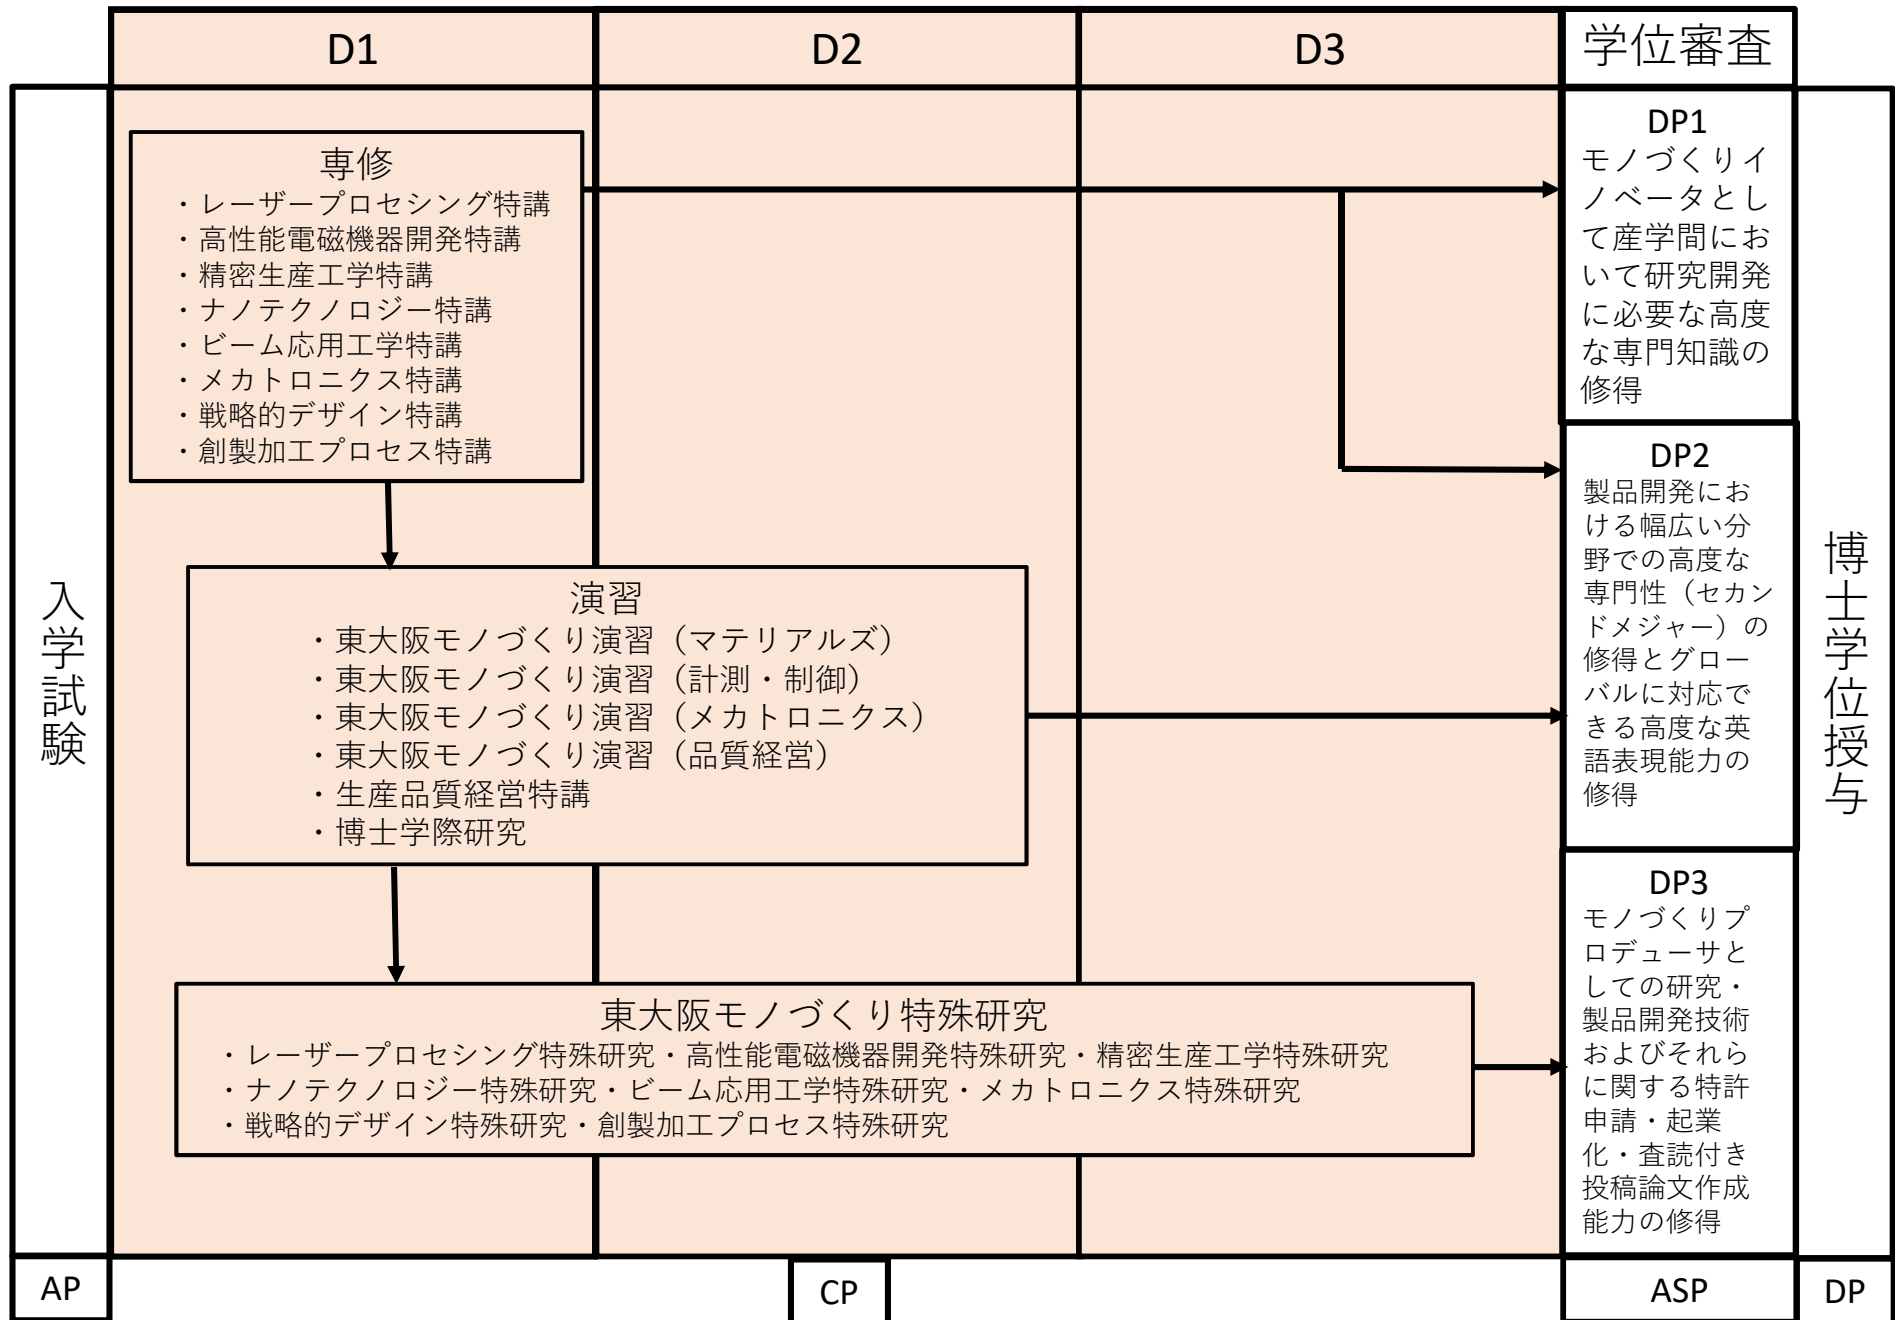 D1
D2
D3
学位審査
入学試験
専修
・レーザープロセシング特講
・高性能電磁機器開発特講
・精密生産工学特講
・ナノテクノロジー特講
・ビーム応用工学特講
・メカトロニクス特講
・戦略的デザイン特講
・創製加工プロセス特講
演習
・東大阪モノづくり演習（マテリアルズ）
・東大阪モノづくり演習（計測・制御）
・東大阪モノづくり演習（メカトロニクス）
・東大阪モノづくり演習（品質経営）
・生産品質経営特講
・博士学際研究
東大阪モノづくり特殊研究
・レーザープロセシング特殊研究・高性能電磁機器開発特殊研究・精密生産工学特殊研究
・ナノテクノロジー特殊研究・ビーム応用工学特殊研究・メカトロニクス特殊研究
・戦略的デザイン特殊研究・創製加工プロセス特殊研究
DP1
モノづくりイ
ノベータとし
て産学間にお
いて研究開発
に必要な高度
な専門知識の
修得
DP2
製品開発にお
ける幅広い分
野での高度な
専門性（セカン
ドメジャー）の
修得とグロー
バルに対応で
きる高度な英
語表現能力の
修得
DP3
モノづくりプ
ロデューサと
しての研究・
製品開発技術
およびそれら
に関する特許
申請・起業
化・査読付き
投稿論文作成
能力の修得
博士学位授与
AP
CP
ASP
DP